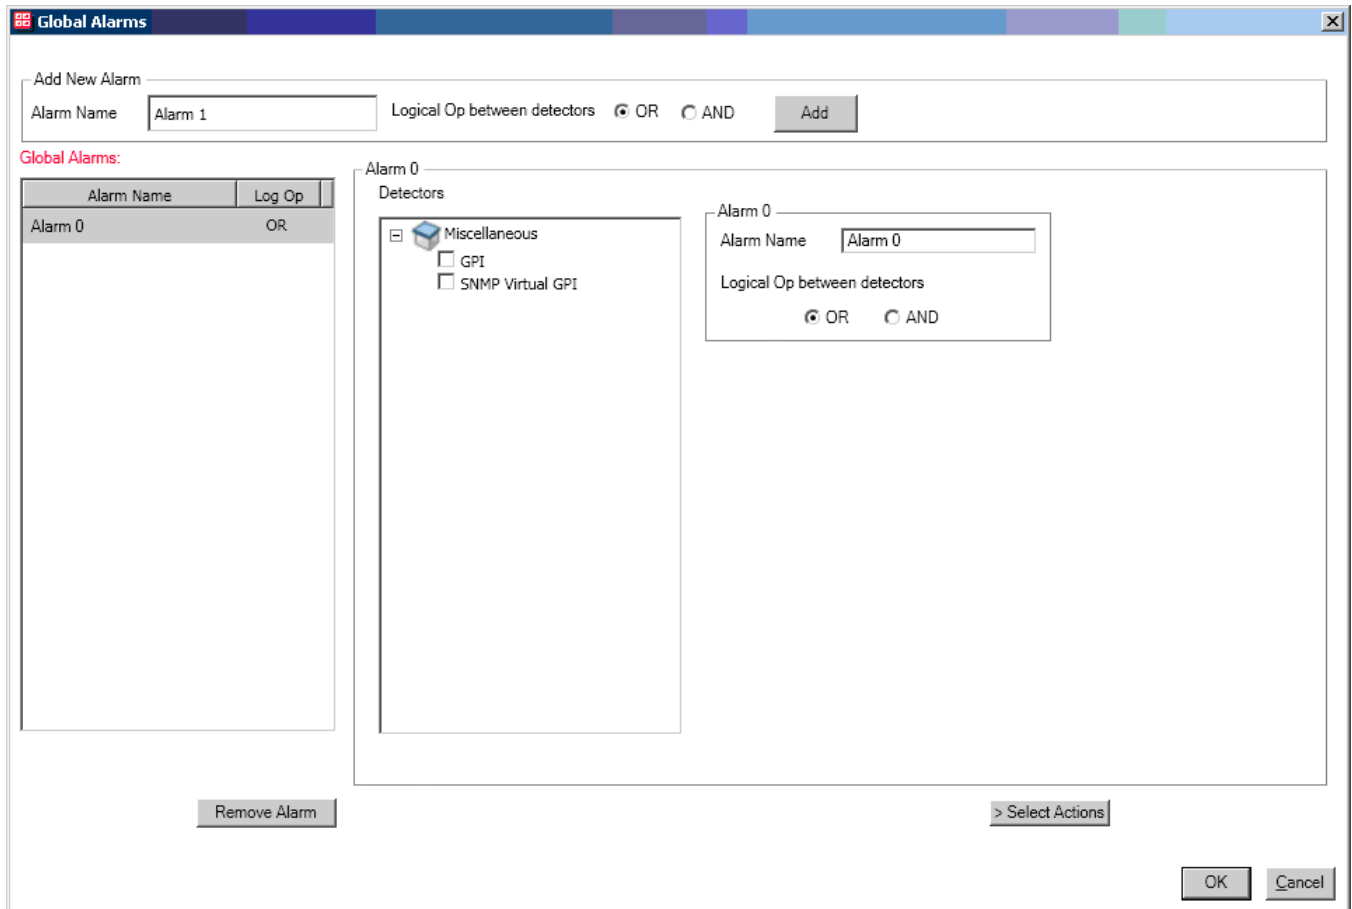 Global Alarms
Add New Alarm
Alarm Name Alarm 1 Logical Op between detectors OR AND Add
Global Alarms:
Alarm Name Log Op
Alarm 0 OR
Alarm 0
Detectors
Miscellaneous
GPI
SNMP Virtual GPI
Alarm 0
Alarm Name Alarm 0
Logical Op between detectors
OR AND
Remove Alarm
> Select Actions
OK Cancel